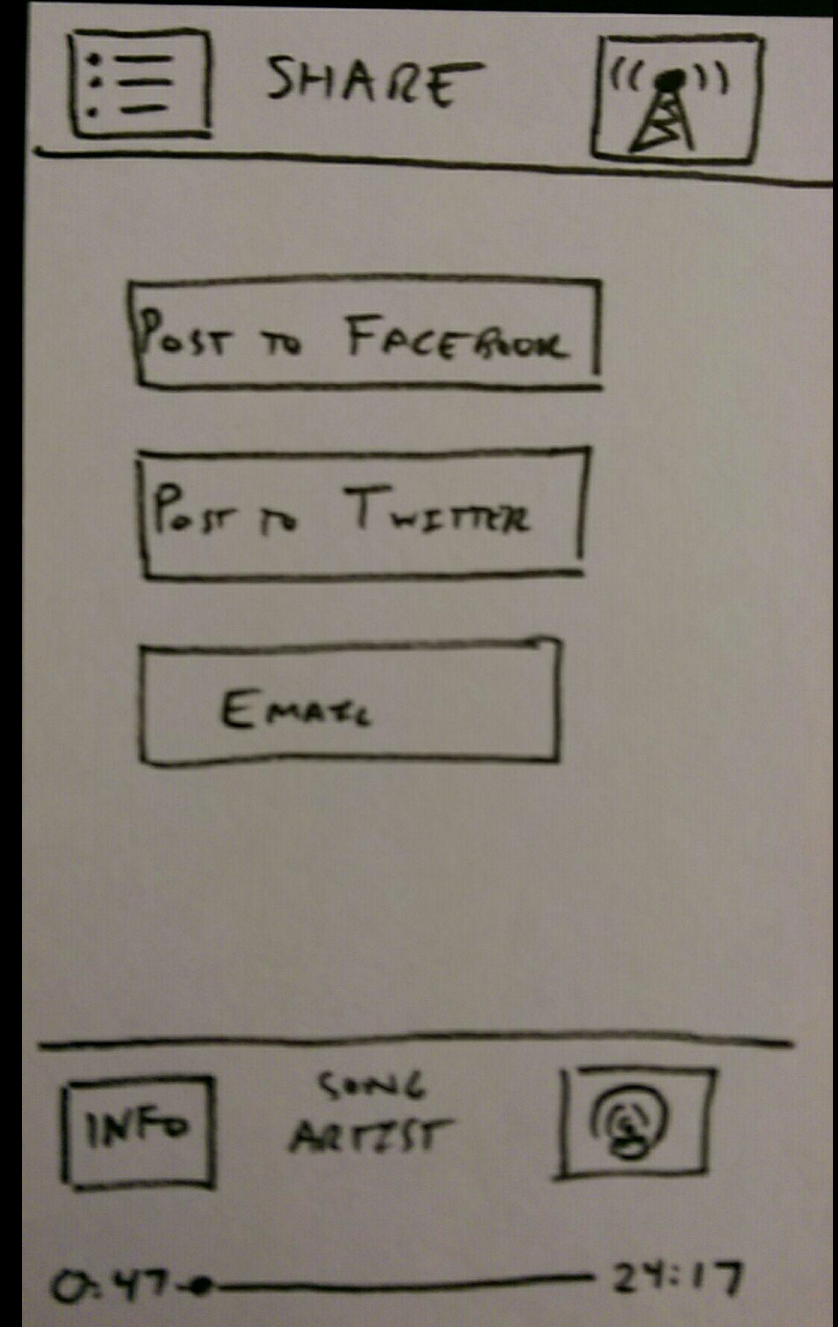 SHARE
POST TO FACEBOOK
POST TO TWITTER
EMAIL
INFO
SONG
ARTIST
0:47
24:17